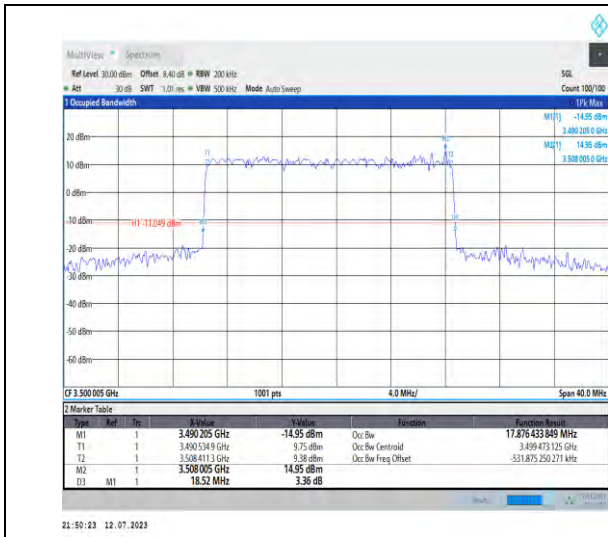 MultiView Spectrum
Ref Level 30.00 dBm Offset 8.40 dB RBW 200 kHz SGL
Att 30 dB SWT 1.01 ms VBW 500 kHz Mode Auto Sweep Count 100/100
1 Occupied Bandwidth 1Pk Max
M1[1] -14.95 dBm
3.490 205 0 GHz
M2[1] 14.95 dBm
3.508 005 0 GHz
20 dBm
10 dBm
0 dBm
-10 dBm
H1 -11.049 dBm
-20 dBm
-30 dBm
-40 dBm
-50 dBm
-60 dBm
CF 3.500 005 GHz 1001 pts 4.0 MHz/ Span 40.0 MHz
2 Marker Table
Type Ref Trc X-Value Y-Value Function Function Result
M1 1 3.490 205 GHz -14.95 dBm Occ Bw 17.876 433 849 MHz
T1 1 3.490 534 9 GHz 9.75 dBm Occ Bw Centroid 3.499 473 125 GHz
T2 1 3.508 411 3 GHz 9.38 dBm Occ Bw Freq Offset -531.875 250 271 kHz
M2 1 3.508 005 GHz 14.95 dBm
D3 M1 1 18.52 MHz 3.36 dB
21:50:23 12.07.2023